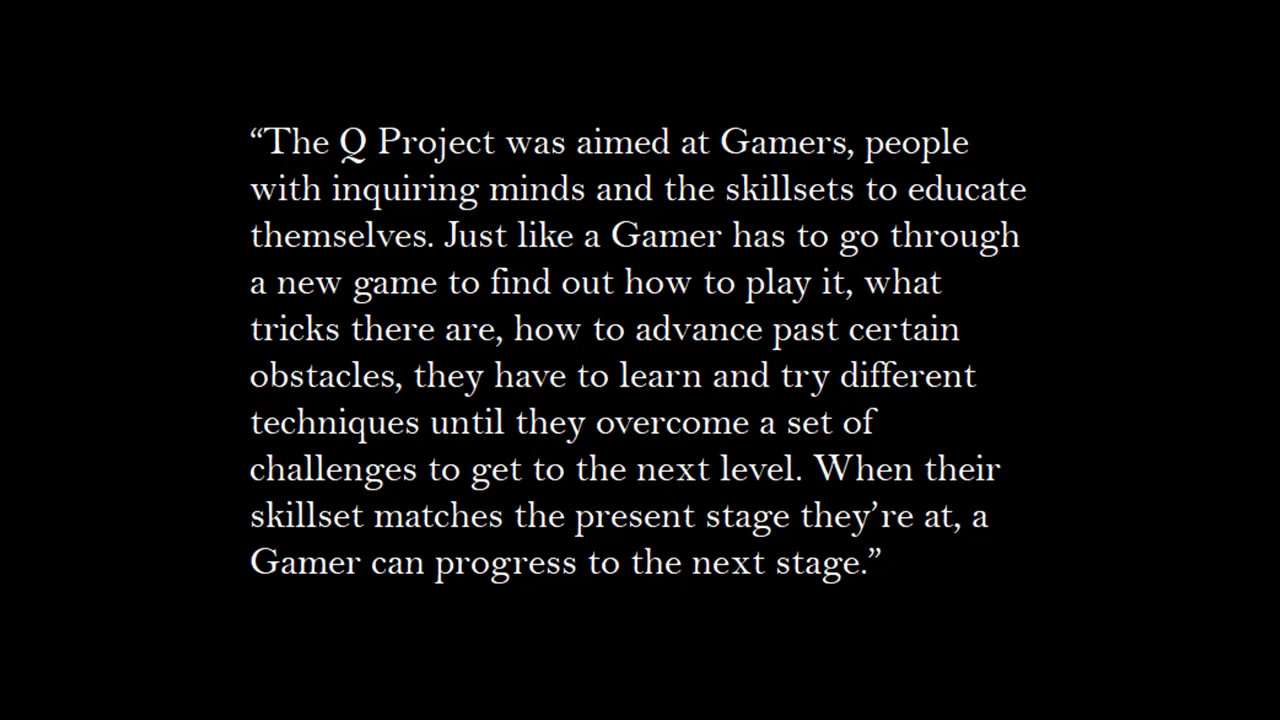 “The Q Project was aimed at Gamers, people
with inquiring minds and the skillsets to educate
themselves. Just like a Gamer has to go through
a new game to find out how to play it, what
tricks there are, how to advance past certain
obstacles, they have to learn and try different
techniques until they overcome a set of
challenges to get to the next level. When their
skillset matches the present stage they’re at, a
Gamer can progress to the next stage.”